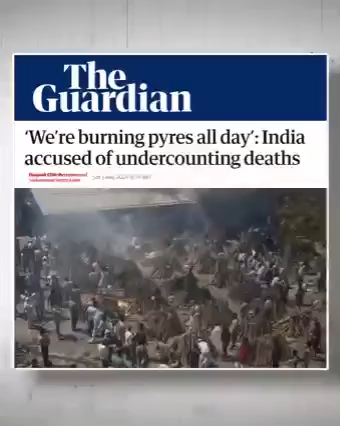 The
Guardian
‘We’re burning pyres all day’: India
accused of undercounting deaths